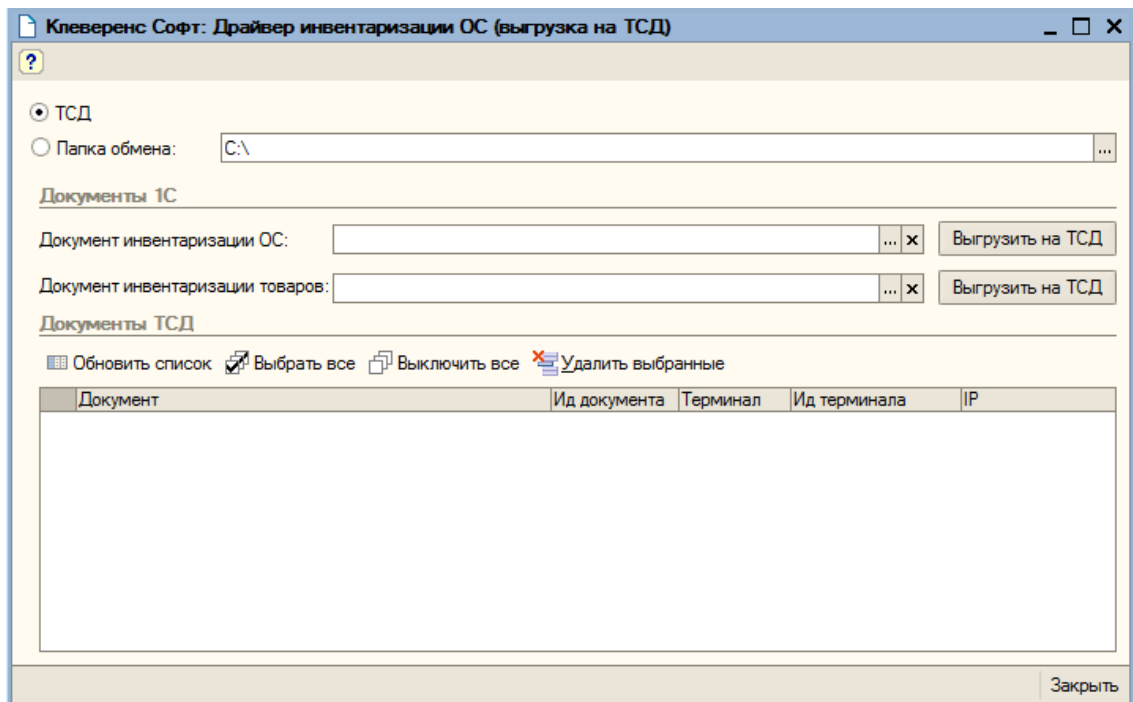 Клеверенс Софт: Драйвер инвентаризации ОС (выгрузка на ТСД)
?
ТСД
Папка обмена: C:\ ...
Документы 1С
Документ инвентаризации ОС: ... x Выгрузить на ТСД
Документ инвентаризации товаров: ... x Выгрузить на ТСД
Документы ТСД
Обновить список Выбрать все Выключить все Удалить выбранные
Документ Ид документа Терминал Ид терминала IP
Закрыть